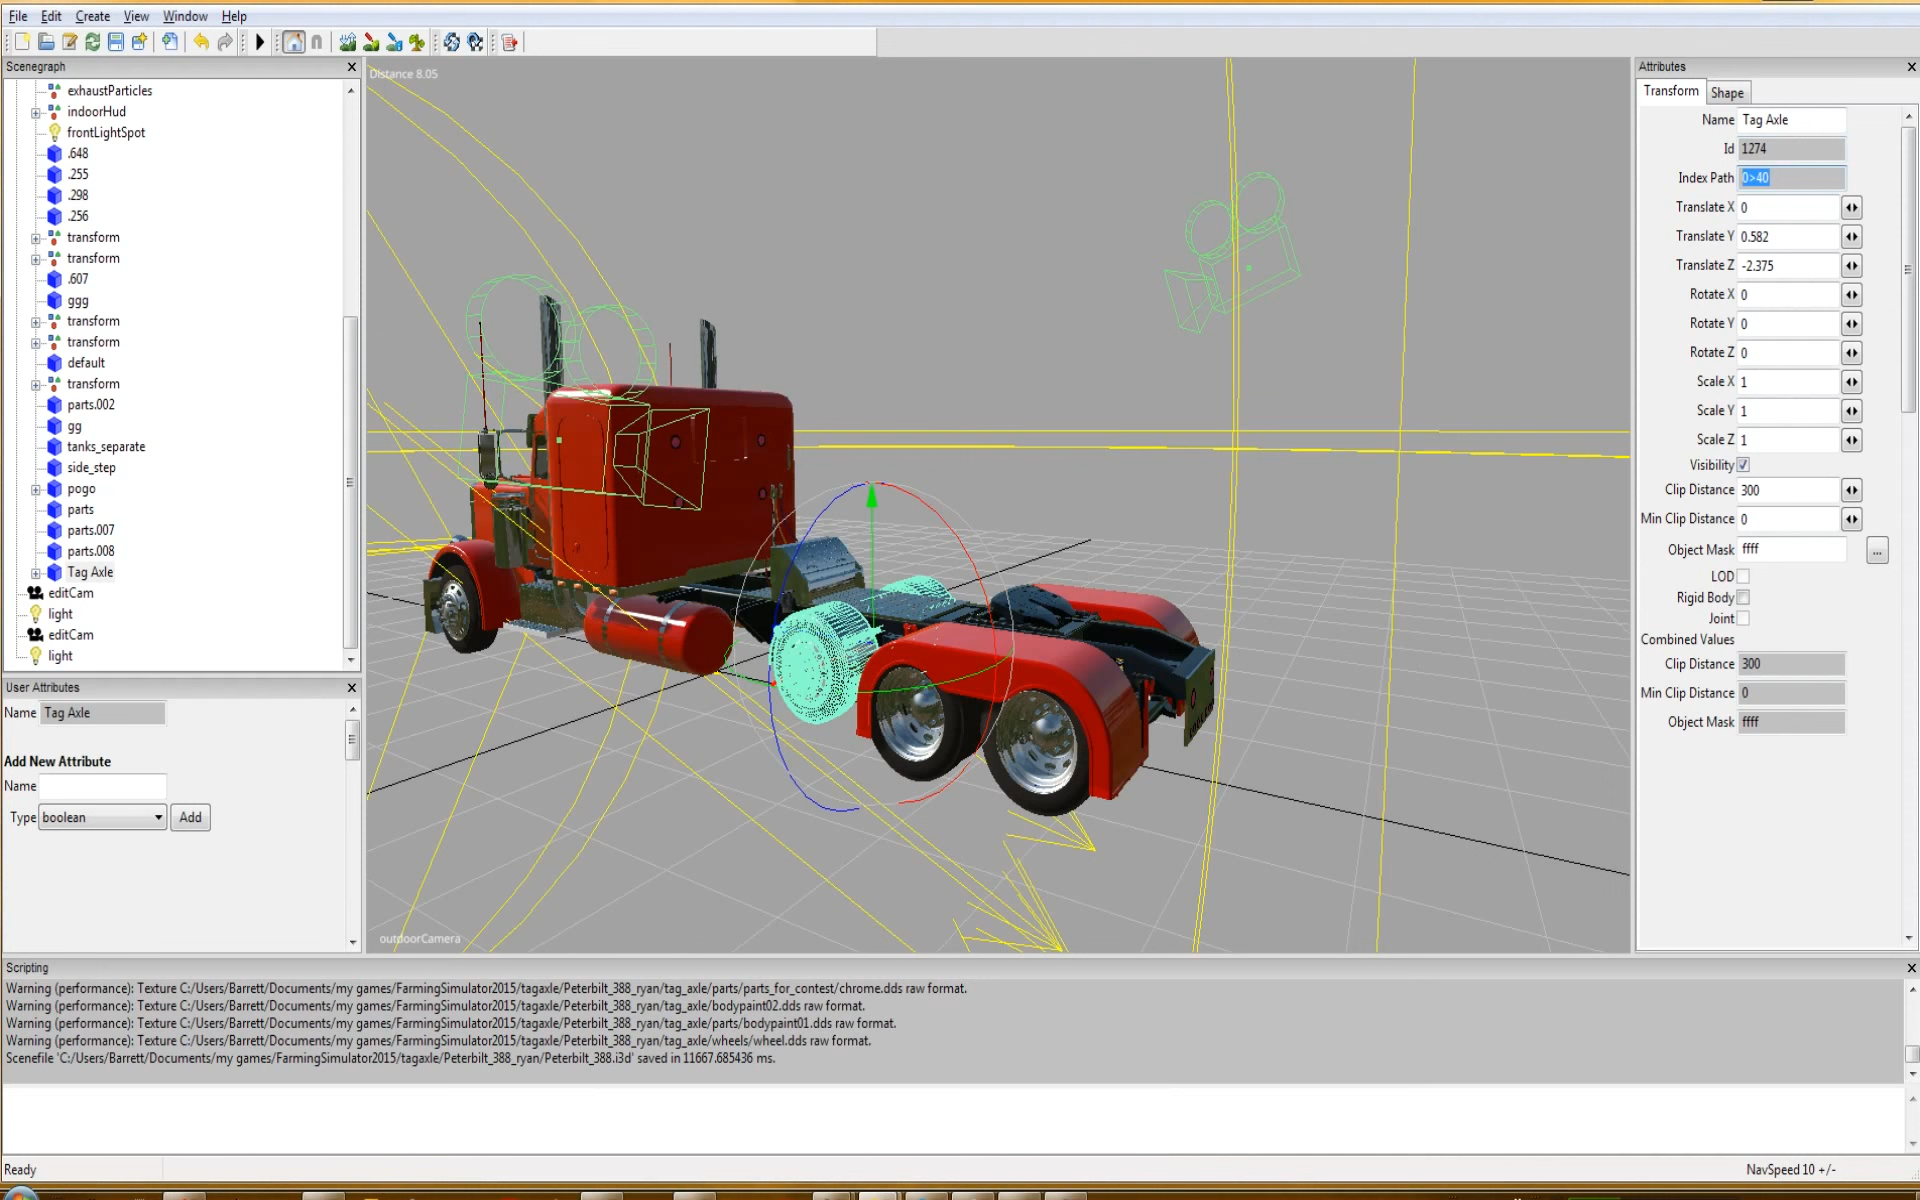 File Edit Create View Window Help
Scenegraph
exhaustParticles
indoorHud
frontLightSpot
.648
.255
.298
.256
transform
transform
.607
ggg
transform
transform
default
transform
parts.002
gg
tanks_separate
side_step
pogo
parts
parts.007
parts.008
Tag Axle
editCam
light
editCam
light
User Attributes
Name Tag Axle
Add New Attribute
Name
Type boolean Add
Distance 8.05
outdoorCamera
Attributes
Transform Shape
Name Tag Axle
Id 1274
Index Path 0>40
Translate X 0
Translate Y 0.582
Translate Z -2.375
Rotate X 0
Rotate Y 0
Rotate Z 0
Scale X 1
Scale Y 1
Scale Z 1
Visibility
Clip Distance 300
Min Clip Distance 0
Object Mask ffff ...
LOD
Rigid Body
Joint
Combined Values
Clip Distance 300
Min Clip Distance 0
Object Mask ffff
Scripting
Warning (performance): Texture C:/Users/Barrett/Documents/my games/FarmingSimulator2015/tagaxle/Peterbilt_388_ryan/tag_axle/parts/parts_for_contest/chrome.dds raw format.
Warning (performance): Texture C:/Users/Barrett/Documents/my games/FarmingSimulator2015/tagaxle/Peterbilt_388_ryan/tag_axle/bodypaint02.dds raw format.
Warning (performance): Texture C:/Users/Barrett/Documents/my games/FarmingSimulator2015/tagaxle/Peterbilt_388_ryan/tag_axle/parts/bodypaint01.dds raw format.
Warning (performance): Texture C:/Users/Barrett/Documents/my games/FarmingSimulator2015/tagaxle/Peterbilt_388_ryan/tag_axle/wheels/wheel.dds raw format.
Scenefile 'C:/Users/Barrett/Documents/my games/FarmingSimulator2015/tagaxle/Peterbilt_388_ryan/Peterbilt_388.i3d' saved in 11667.685436 ms.
Ready
NavSpeed 10 +/-